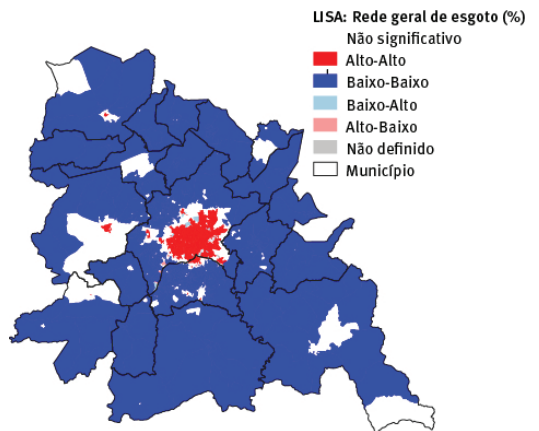 LISA: Rede geral de esgoto (%)
Não significativo
Alto-Alto
Baixo-Baixo
Baixo-Alto
Alto-Baixo
Não definido
Município